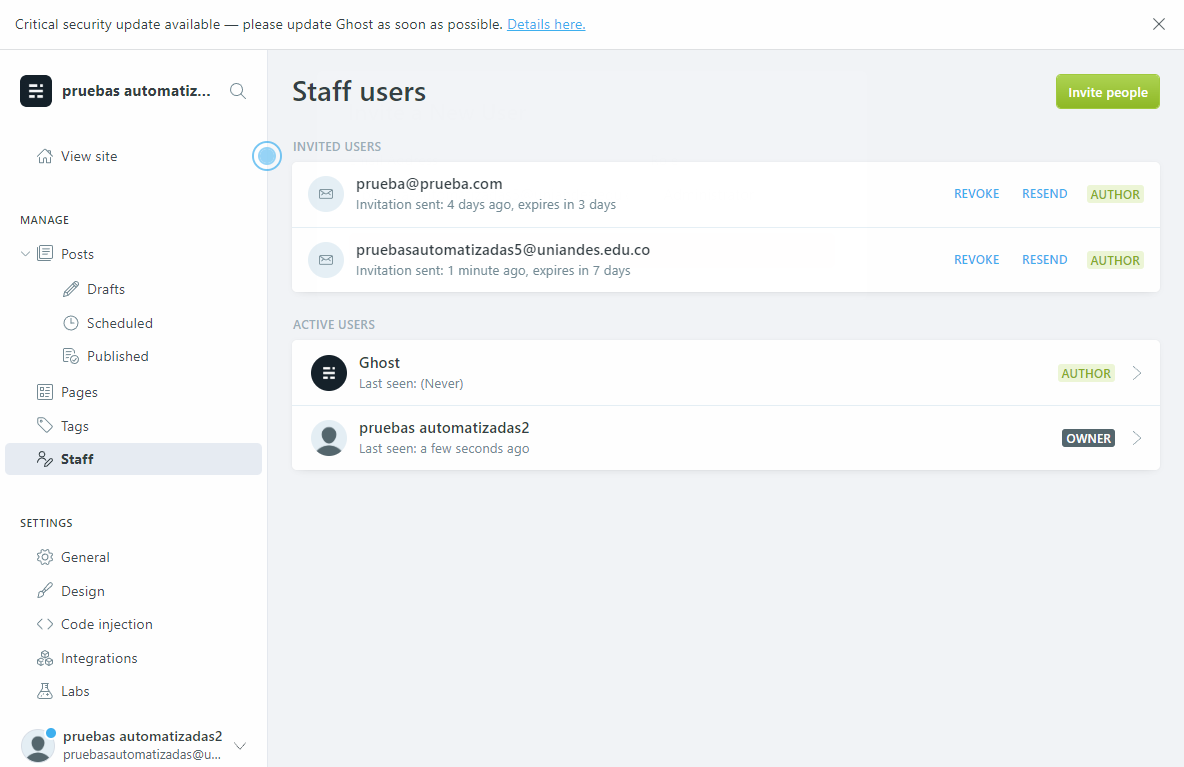 Critical security update available — please update Ghost as soon as possible. Details here.
pruebas automatiz...
View site
MANAGE
Posts
Drafts
Scheduled
Published
Pages
Tags
Staff
SETTINGS
General
Design
Code injection
Integrations
Labs
pruebas automatizadas2
pruebasautomatizadas@u...
Staff users
Invite people
INVITED USERS
prueba@prueba.com
Invitation sent: 4 days ago, expires in 3 days
REVOKE RESEND AUTHOR
pruebasautomatizadas5@uniandes.edu.co
Invitation sent: 1 minute ago, expires in 7 days
REVOKE RESEND AUTHOR
ACTIVE USERS
Ghost
Last seen: (Never)
AUTHOR
pruebas automatizadas2
Last seen: a few seconds ago
OWNER